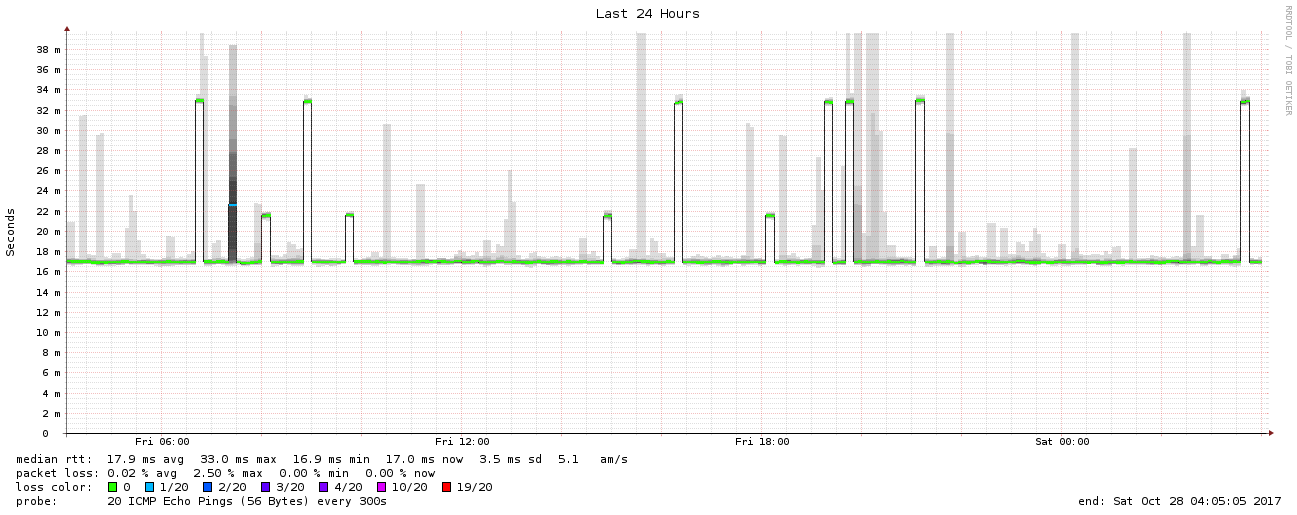 Last 24 Hours
RRDTOOL / TOBI OETIKER
Seconds
38 m
36 m
34 m
32 m
30 m
28 m
26 m
24 m
22 m
20 m
18 m
16 m
14 m
12 m
10 m
8 m
6 m
4 m
2 m
0
Fri 06:00 Fri 12:00 Fri 18:00 Sat 00:00
median rtt: 17.9 ms avg 33.0 ms max 16.9 ms min 17.0 ms now 3.5 ms sd 5.1 am/s
packet loss: 0.02 % avg 2.50 % max 0.00 % min 0.00 % now
loss color: 0 1/20 2/20 3/20 4/20 10/20 19/20
probe: 20 ICMP Echo Pings (56 Bytes) every 300s end: Sat Oct 28 04:05:05 2017